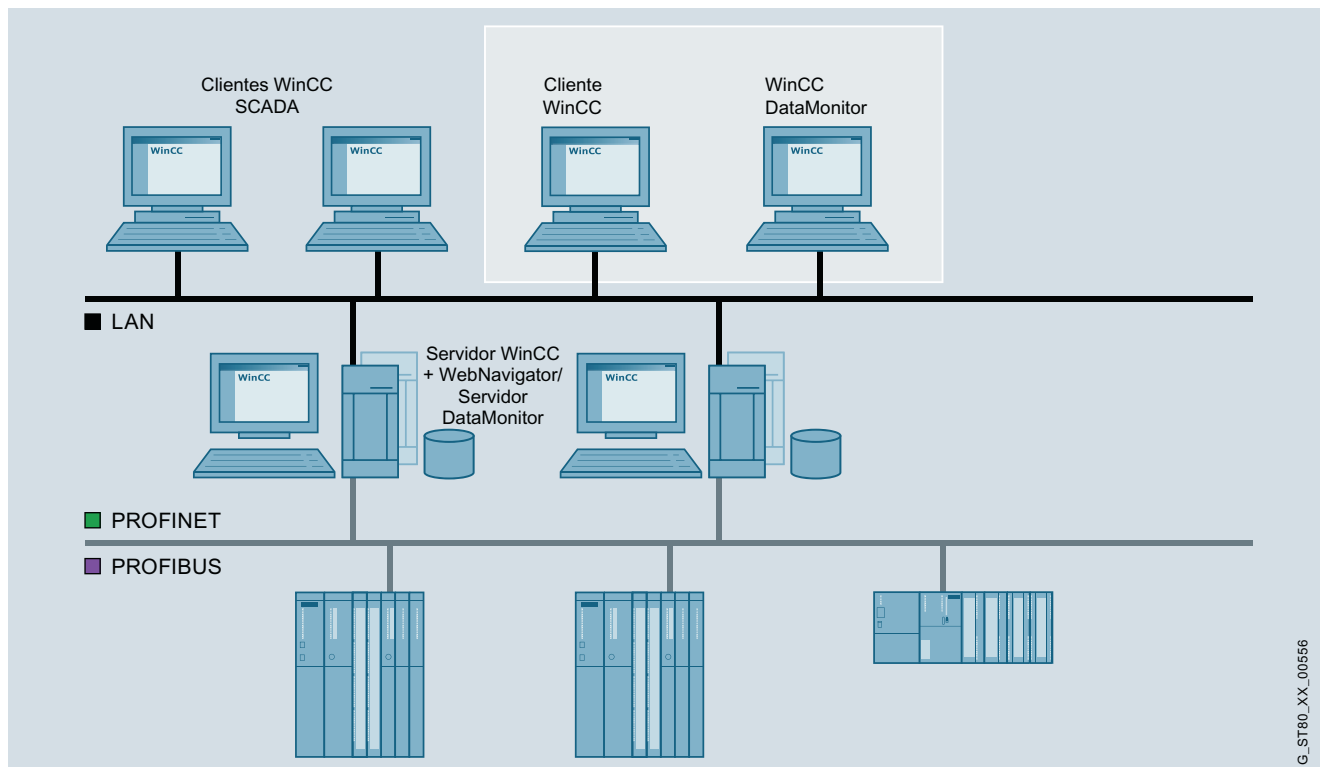 Clientes WinCC
SCADA
Cliente
WinCC
WinCC
DataMonitor
WinCC
WinCC
WinCC
WinCC
LAN
Servidor WinCC
+ WebNavigator/
Servidor
DataMonitor
WinCC
WinCC
PROFINET
PROFIBUS
G_ST80_XX_00556